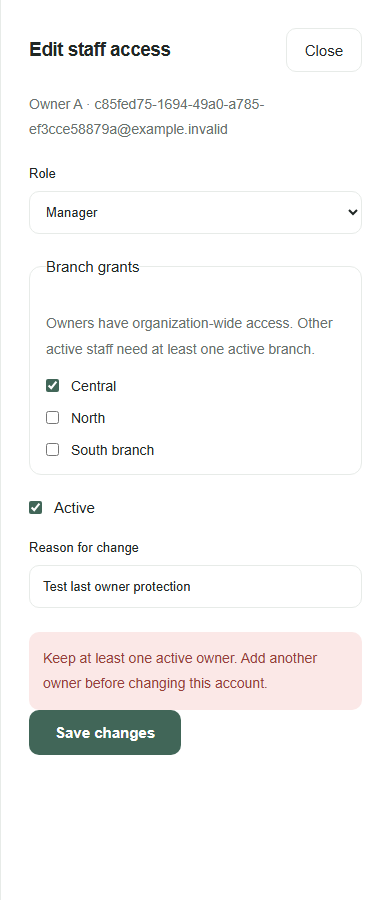 Edit staff access
Close
Owner A · c85fed75-1694-49a0-a785-
ef3cce58879a@example.invalid
Role
Manager
Branch grants
Owners have organization-wide access. Other
active staff need at least one active branch.
Central
North
South branch
Active
Reason for change
Test last owner protection
Keep at least one active owner. Add another
owner before changing this account.
Save changes